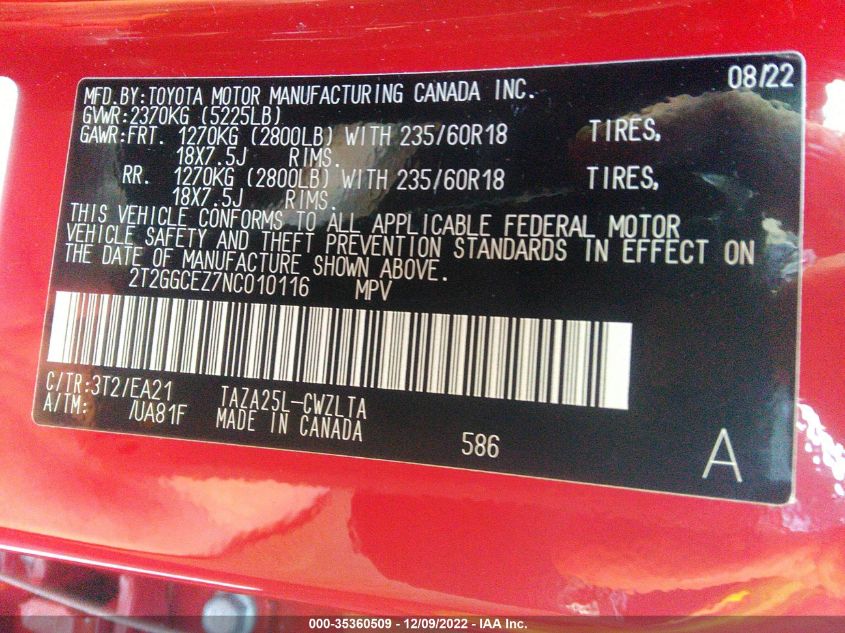 MFD.BY:TOYOTA MOTOR MANUFACTURING CANADA INC. 08/22
GVWR:2370KG (5225LB)
GAWR:FRT. 1270KG (2800LB) WITH 235/60R18 TIRES,
18X7.5J RIMS.
RR. 1270KG (2800LB) WITH 235/60R18 TIRES,
18X7.5J RIMS.
THIS VEHICLE CONFORMS TO ALL APPLICABLE FEDERAL MOTOR
VEHICLE SAFETY AND THEFT PREVENTION STANDARDS IN EFFECT ON
THE DATE OF MANUFACTURE SHOWN ABOVE.
2T2GGCEZ7NC010116 MPV
C/TR:3T2/EA21 TAZA25L-CWZLTA
A/TM: /UA81F MADE IN CANADA
586 A
000-35360509 - 12/09/2022 - IAA Inc.